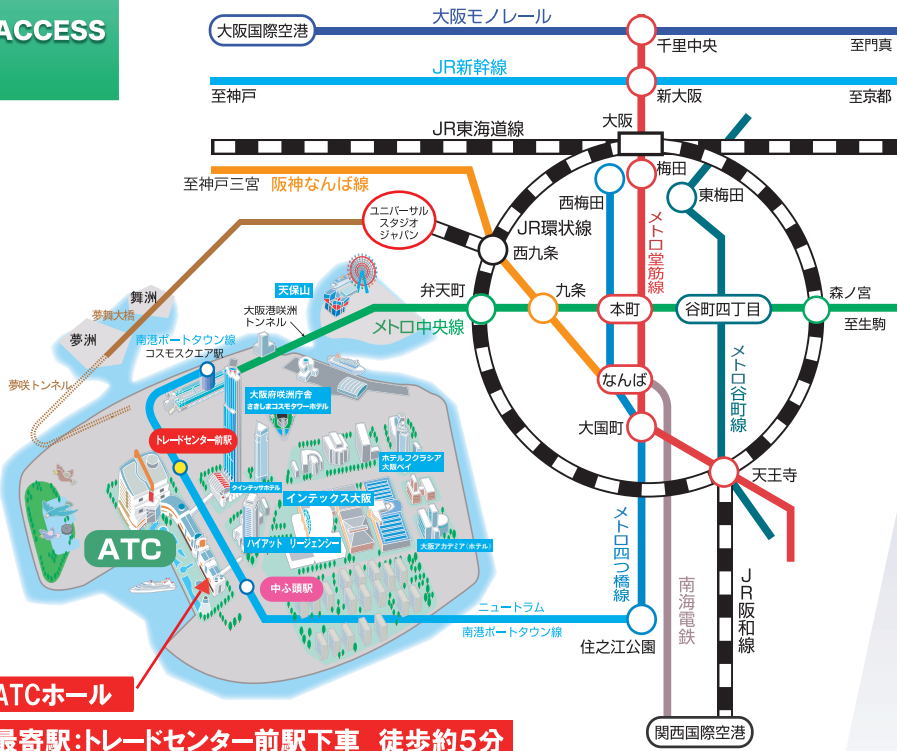 ACCESS
大阪国際空港
大阪モノレール
千里中央
至門真
JR新幹線
至神戸
新大阪
至京都
大阪
JR東海道線
至神戸三宮
阪神なんば線
梅田
西梅田
東梅田
ユニバーサル
スタジオ
ジャパン
JR環状線
西九条
メトロ堂筋線
舞洲
夢舞大橋
夢洲
天保山
大阪港咲洲
トンネル
弁天町
九条
本町
谷町四丁目
森ノ宮
至生駒
メトロ中央線
南港ポートタウン線
コスモスクエア駅
夢咲トンネル
メトロ谷町線
なんば
大阪府咲洲庁舎
さきしまコスモタワーホテル
大国町
トレードセンター前駅
ホテルフクラシア
大阪ベイ
天王寺
クインテッサホテル
インテックス大阪
メトロ四つ橋線
ATC
ハイアット リージェンシー
大阪アカデミア(ホテル)
JR阪和線
南海電鉄
中ふ頭駅
ニュートラム
南港ポートタウン線
住之江公園
ATCホール
関西国際空港
最寄駅:トレードセンター前駅下車 徒歩約5分